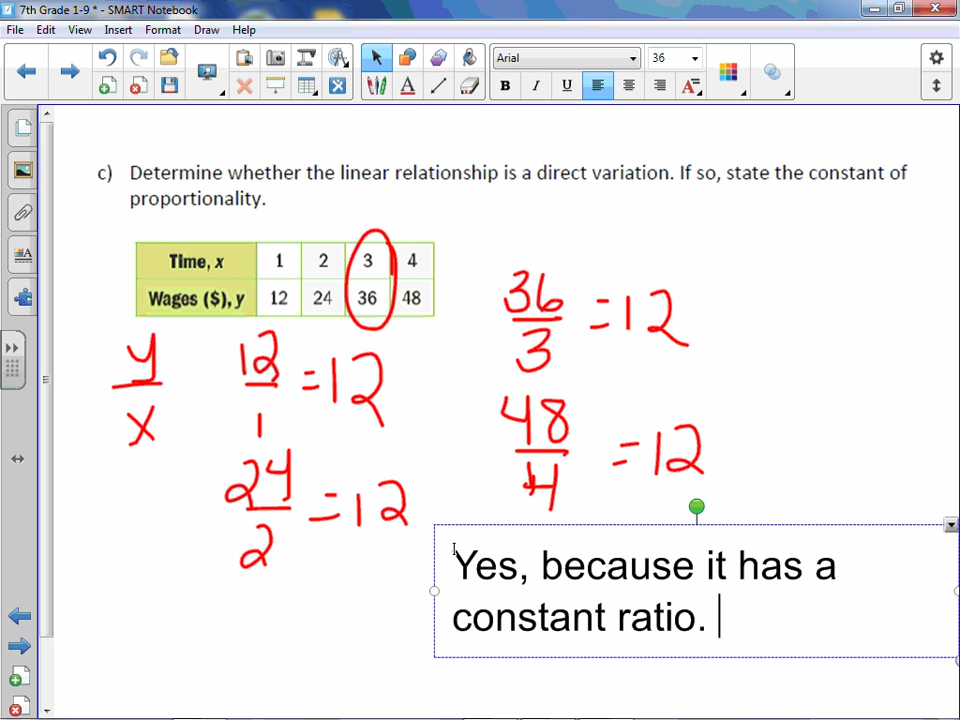 7th Grade 1-9 * - SMART Notebook
File Edit View Insert Format Draw Help
Arial 36
B I U A
c) Determine whether the linear relationship is a direct variation. If so, state the constant of
proportionality.
Time, x 1 2 3 4
Wages ($), y 12 24 36 48
y/x 12/1 =12 36/3 =12
24/2 =12 48/4 =12
Yes, because it has a
constant ratio.